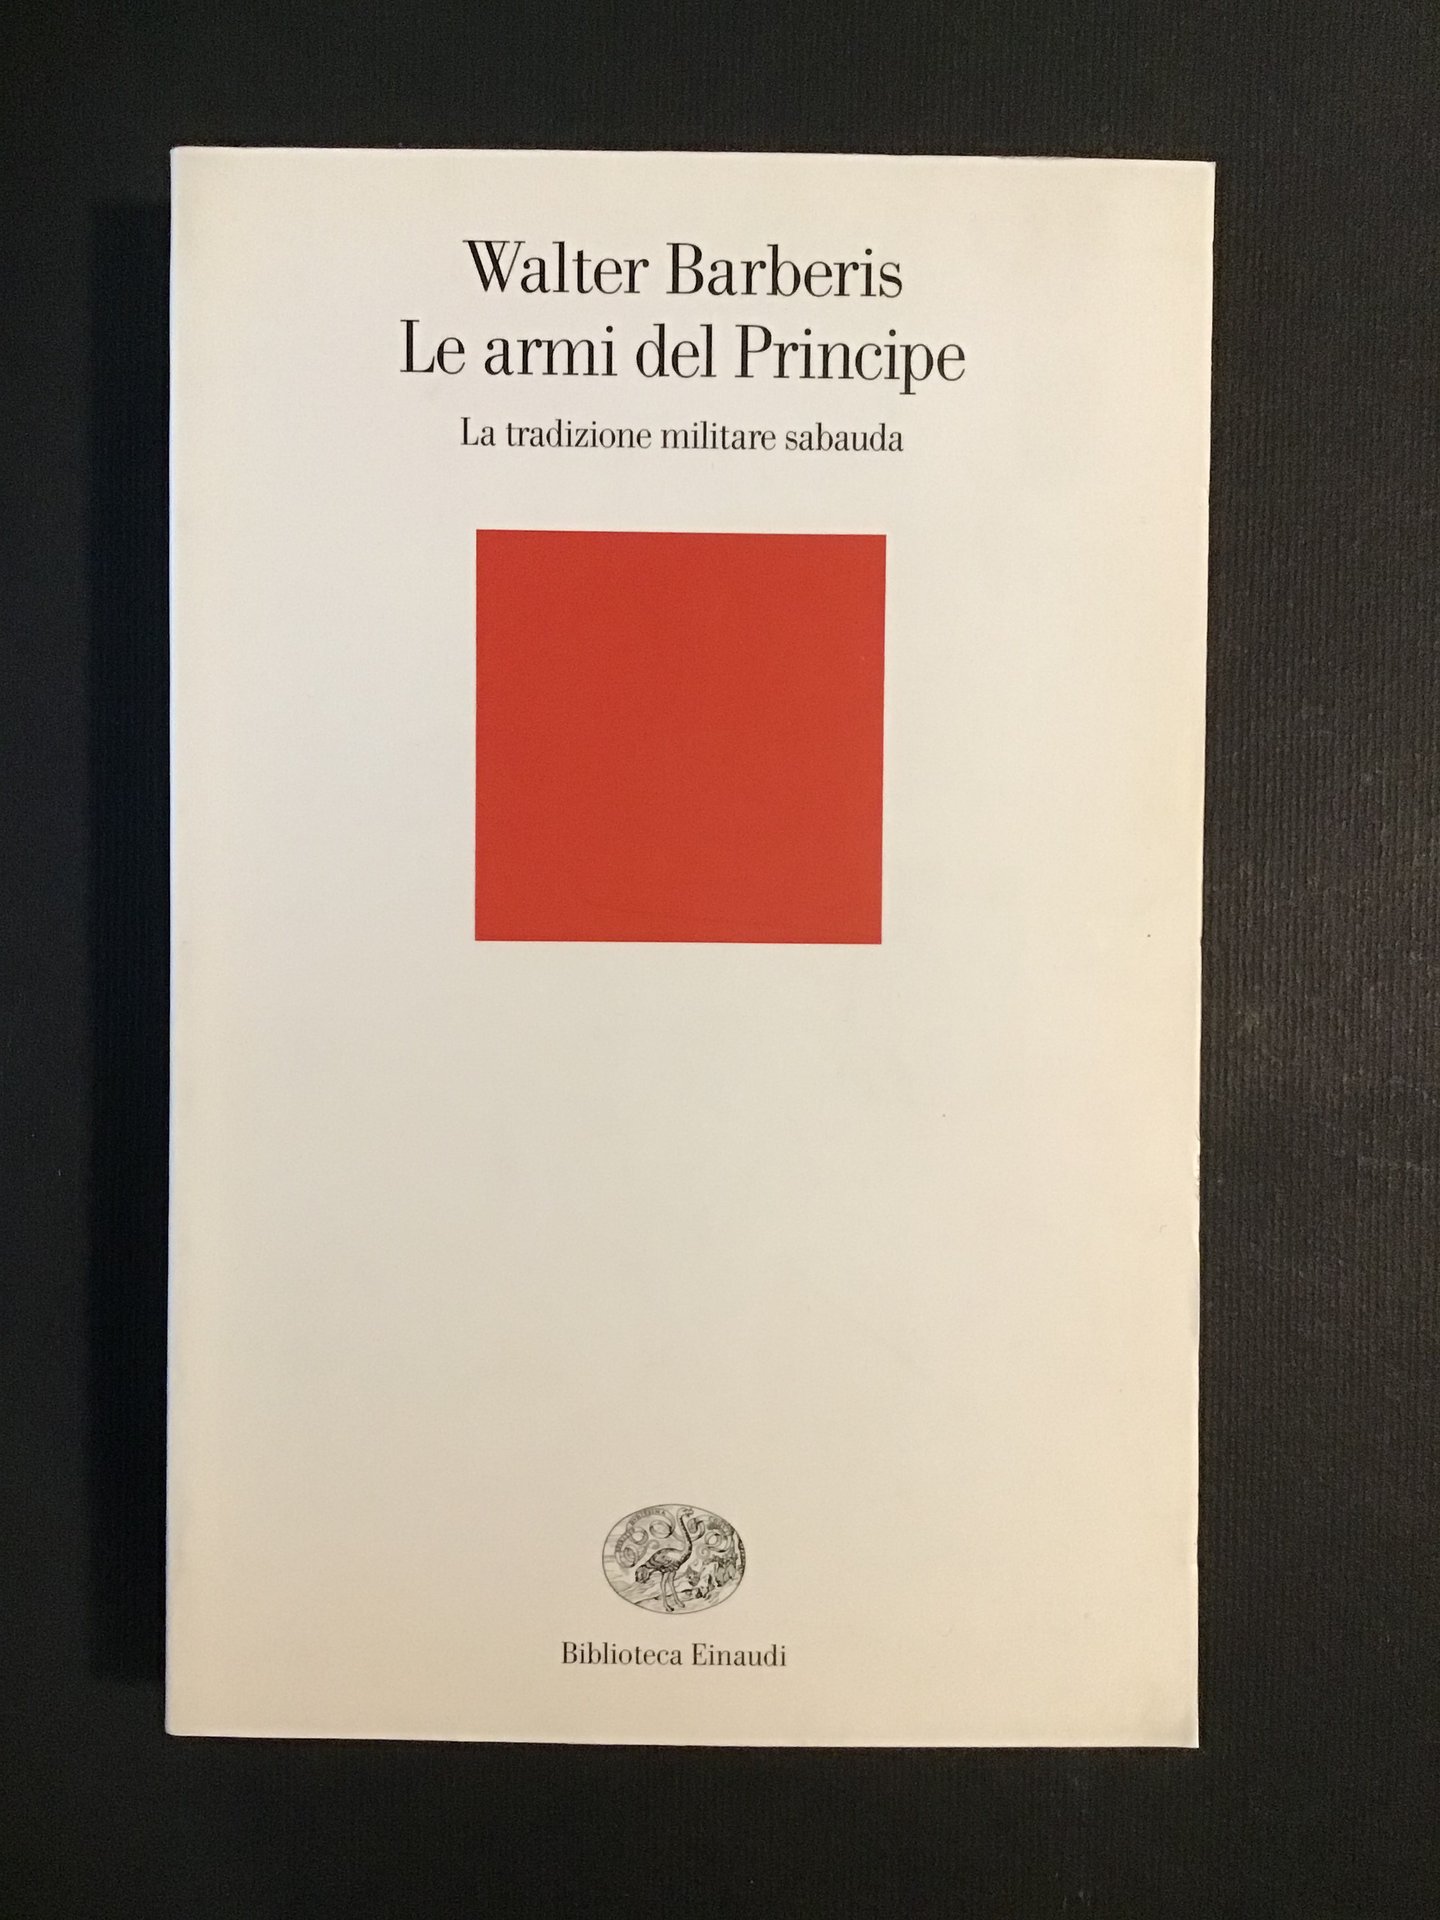 Walter Barberis
Le armi del Principe
La tradizione militare sabauda
Biblioteca Einaudi